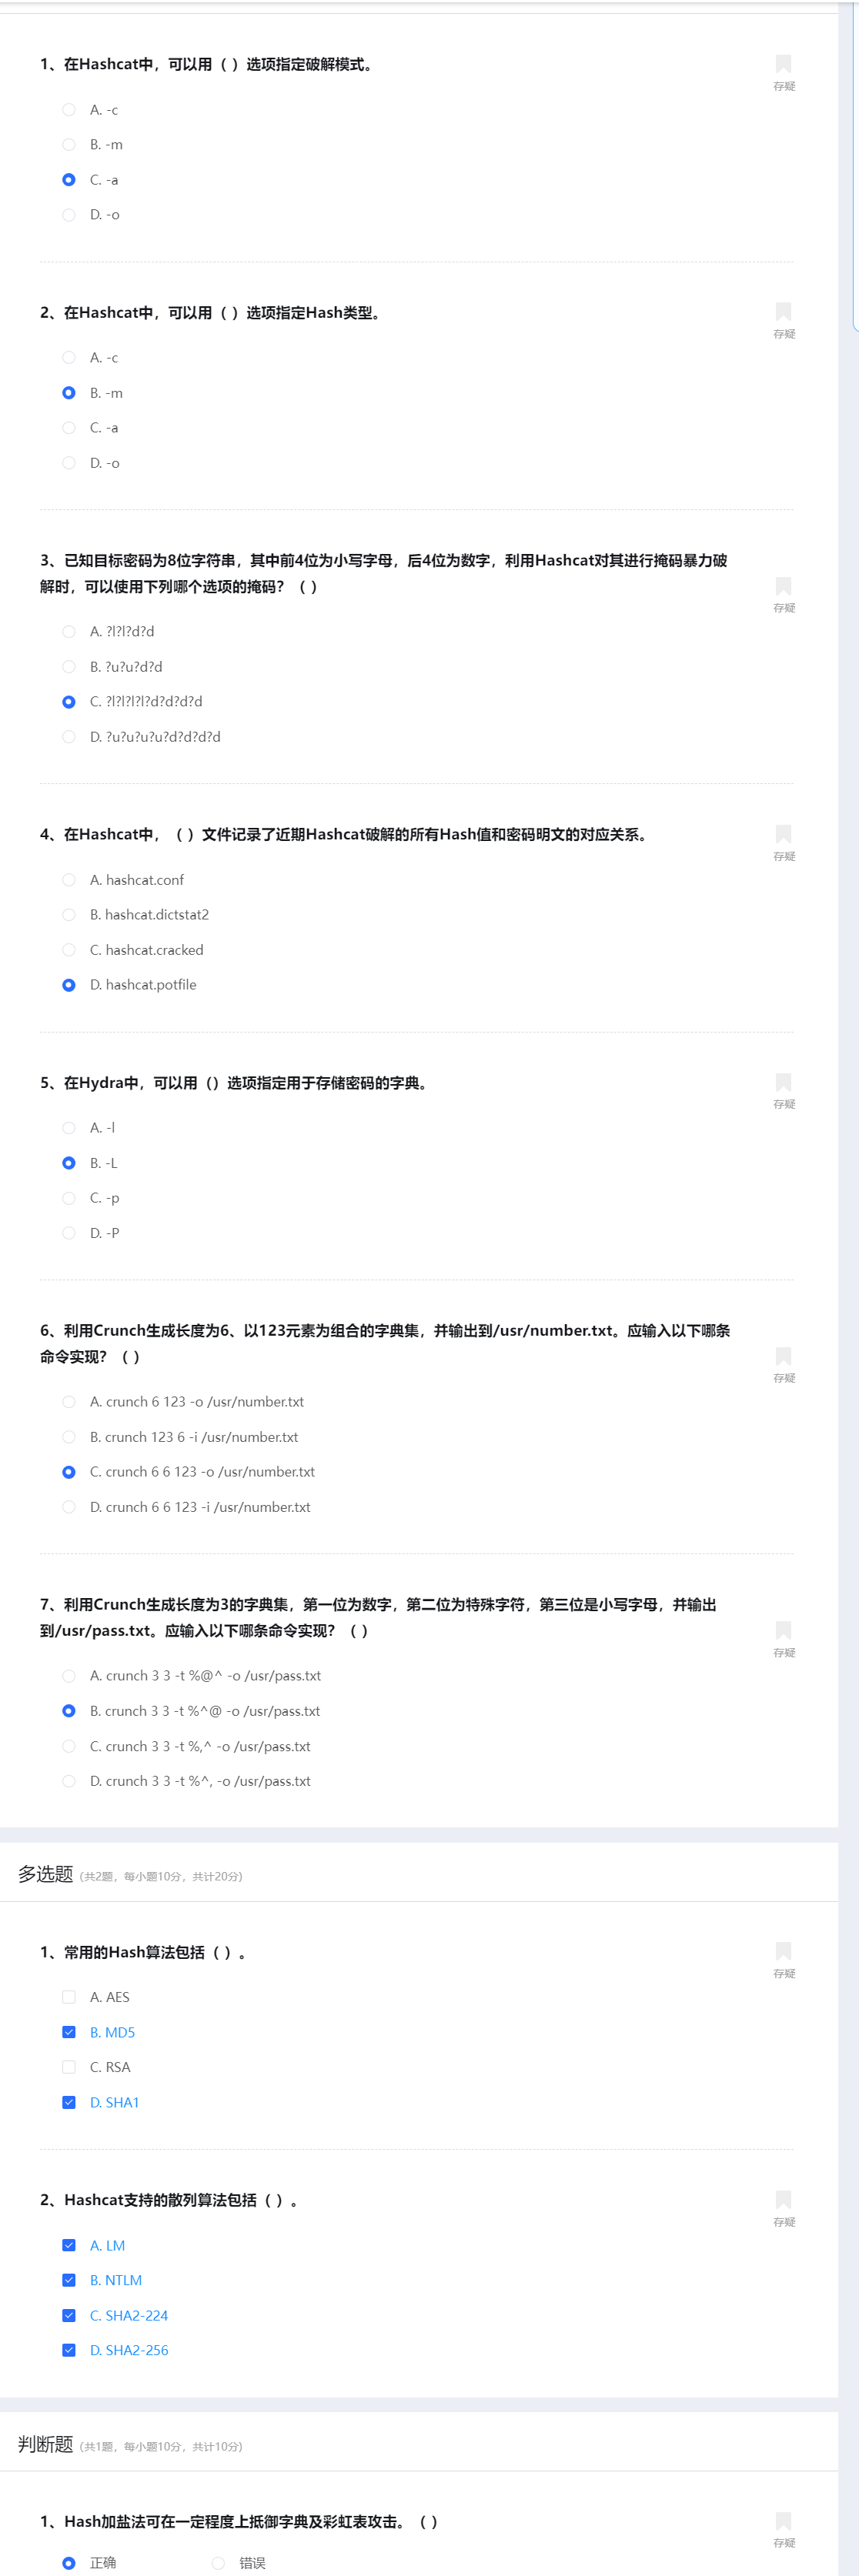 1、在Hashcat中，可以用（ ）选项指定破解模式。
存疑
A. -c
B. -m
C. -a
D. -o
2、在Hashcat中，可以用（ ）选项指定Hash类型。
存疑
A. -c
B. -m
C. -a
D. -o
3、已知目标密码为8位字符串，其中前4位为小写字母，后4位为数字，利用Hashcat对其进行掩码暴力破
解时，可以使用下列哪个选项的掩码？（ ）
存疑
A. ?l?l?d?d
B. ?u?u?d?d
C. ?l?l?l?l?d?d?d?d
D. ?u?u?u?u?d?d?d?d
4、在Hashcat中，（ ）文件记录了近期Hashcat破解的所有Hash值和密码明文的对应关系。
存疑
A. hashcat.conf
B. hashcat.dictstat2
C. hashcat.cracked
D. hashcat.potfile
5、在Hydra中，可以用（）选项指定用于存储密码的字典。
存疑
A. -l
B. -L
C. -p
D. -P
6、利用Crunch生成长度为6、以123元素为组合的字典集，并输出到/usr/number.txt。应输入以下哪条
命令实现？（ ）
存疑
A. crunch 6 123 -o /usr/number.txt
B. crunch 123 6 -i /usr/number.txt
C. crunch 6 6 123 -o /usr/number.txt
D. crunch 6 6 123 -i /usr/number.txt
7、利用Crunch生成长度为3的字典集，第一位为数字，第二位为特殊字符，第三位是小写字母，并输出
到/usr/pass.txt。应输入以下哪条命令实现？（ ）
存疑
A. crunch 3 3 -t %@^ -o /usr/pass.txt
B. crunch 3 3 -t %^@ -o /usr/pass.txt
C. crunch 3 3 -t %,^ -o /usr/pass.txt
D. crunch 3 3 -t %^, -o /usr/pass.txt
多选题 (共2题，每小题10分，共计20分)
1、常用的Hash算法包括（ ）。
存疑
A. AES
B. MD5
C. RSA
D. SHA1
2、Hashcat支持的散列算法包括（ ）。
存疑
A. LM
B. NTLM
C. SHA2-224
D. SHA2-256
判断题 (共1题，每小题10分，共计10分)
1、Hash加盐法可在一定程度上抵御字典及彩虹表攻击。（ ）
存疑
正确 错误